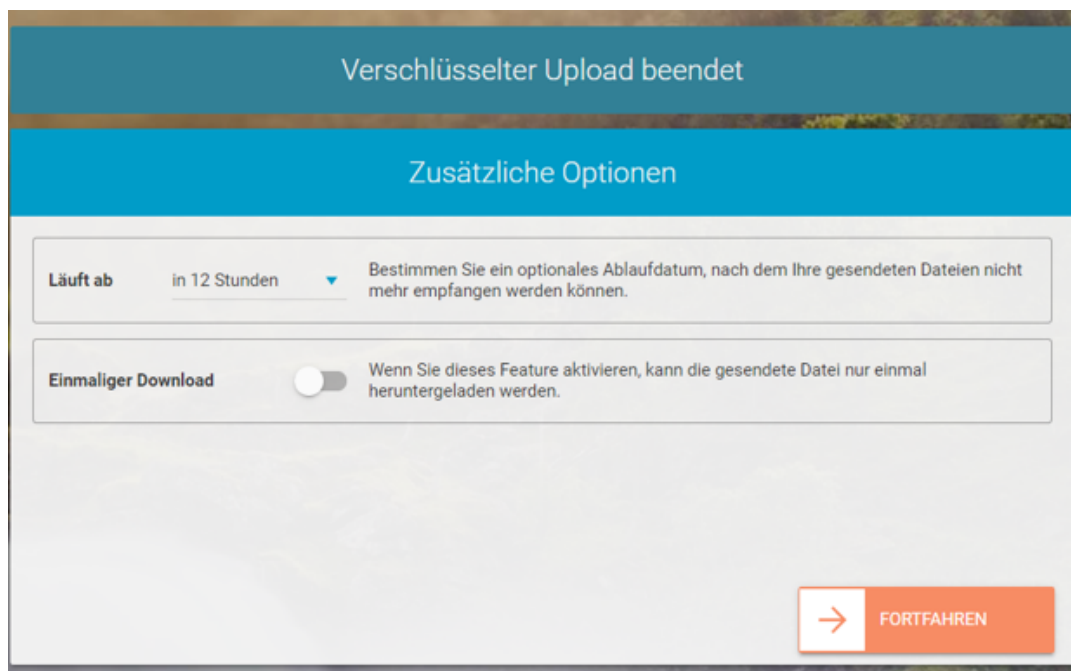 Verschlüsselter Upload beendet
Zusätzliche Optionen
Läuft ab
in 12 Stunden
Bestimmen Sie ein optionales Ablaufdatum, nach dem Ihre gesendeten Dateien nicht
mehr empfangen werden können.
Einmaliger Download
Wenn Sie dieses Feature aktivieren, kann die gesendete Datei nur einmal
heruntergeladen werden.
FORTFAHREN